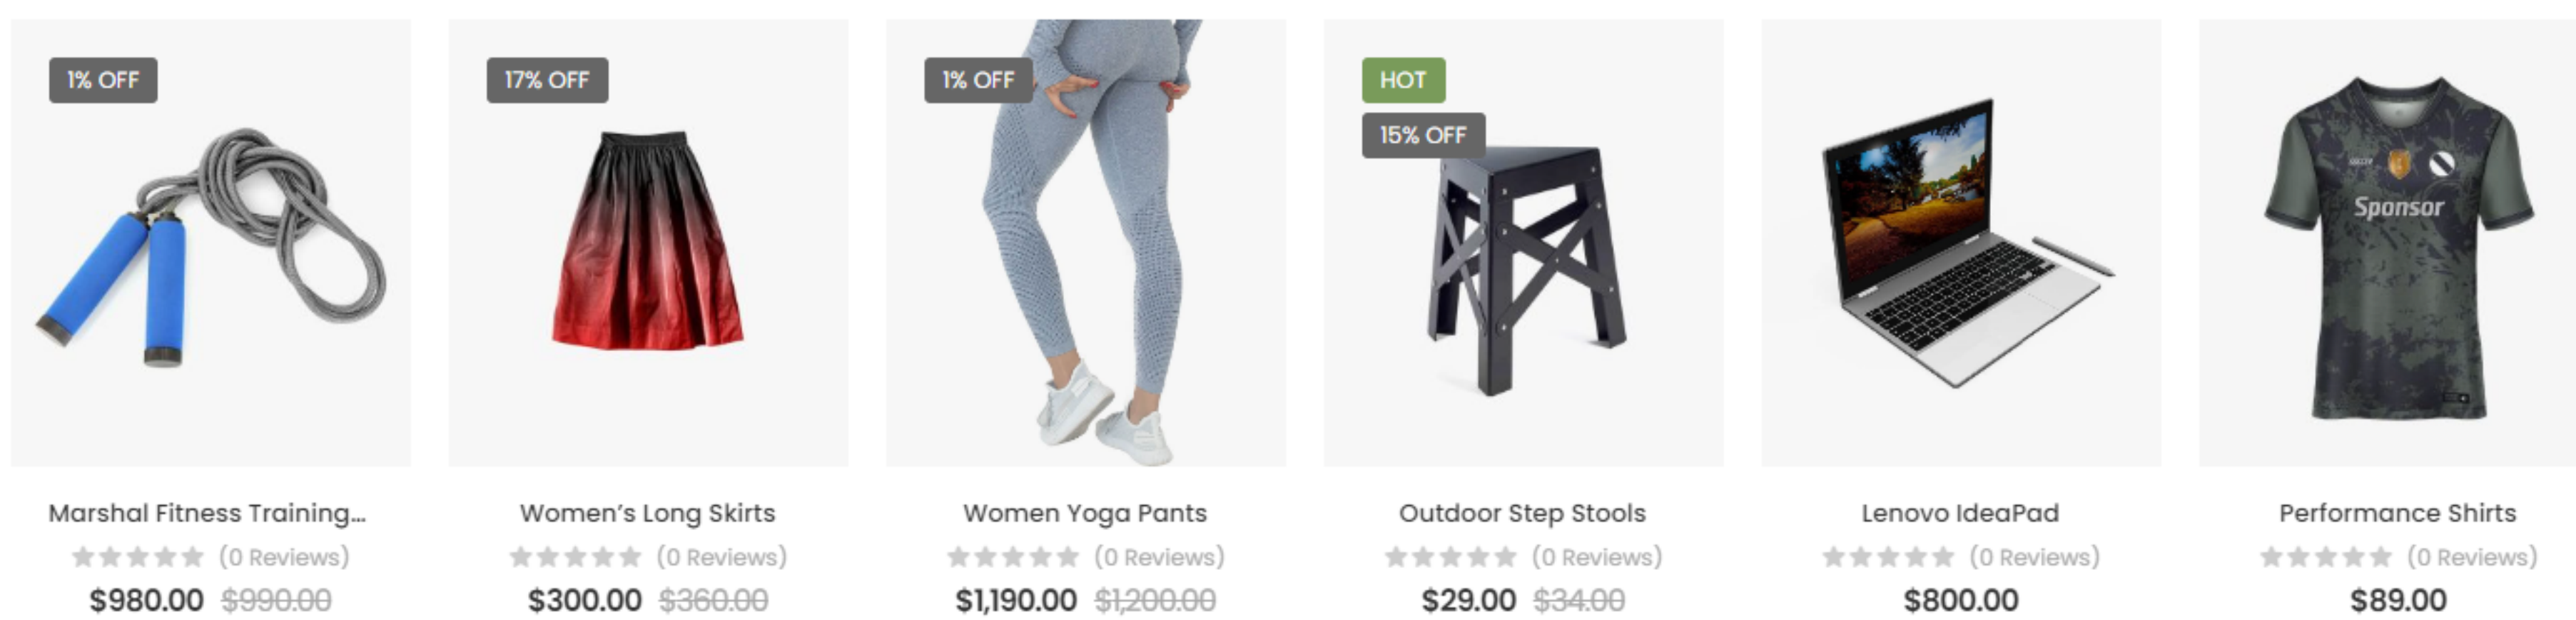 1% OFF
17% OFF
1% OFF
HOT
15% OFF
Sponsor
Marshal Fitness Training...
Women's Long Skirts
Women Yoga Pants
Outdoor Step Stools
Lenovo IdeaPad
Performance Shirts
(0 Reviews)
(0 Reviews)
(0 Reviews)
(0 Reviews)
(0 Reviews)
(0 Reviews)
$980.00 $990.00
$300.00 $360.00
$1,190.00 $1,200.00
$29.00 $34.00
$800.00
$89.00